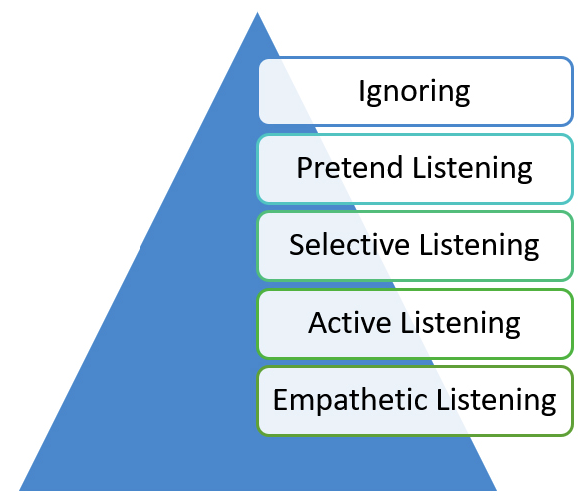 Ignoring
Pretend Listening
Selective Listening
Active Listening
Empathetic Listening